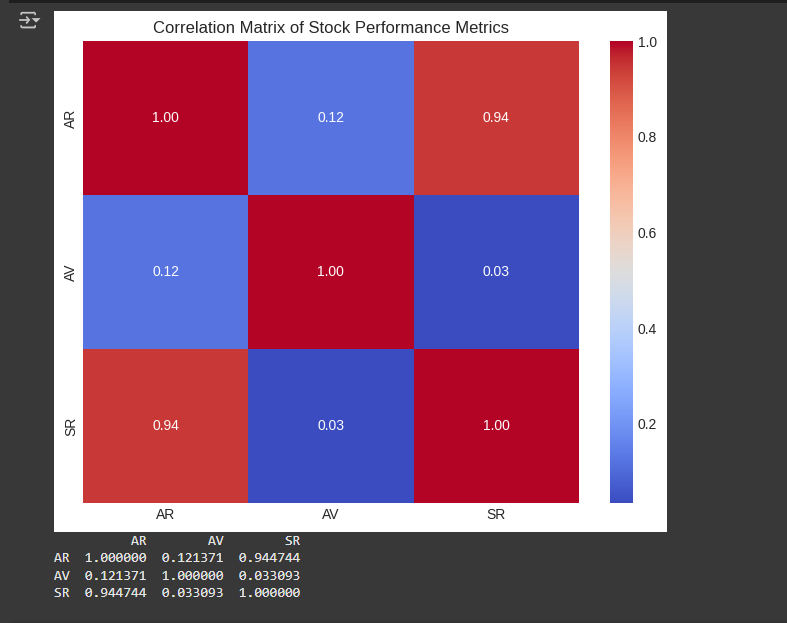 Correlation Matrix of Stock Performance Metrics
1.0
AR 1.00 0.12 0.94
0.8
0.6
AV 0.12 1.00 0.03
0.4
SR 0.94 0.03 1.00
0.2
AR AV SR
AR AV SR
AR 1.000000 0.121371 0.944744
AV 0.121371 1.000000 0.033093
SR 0.944744 0.033093 1.000000